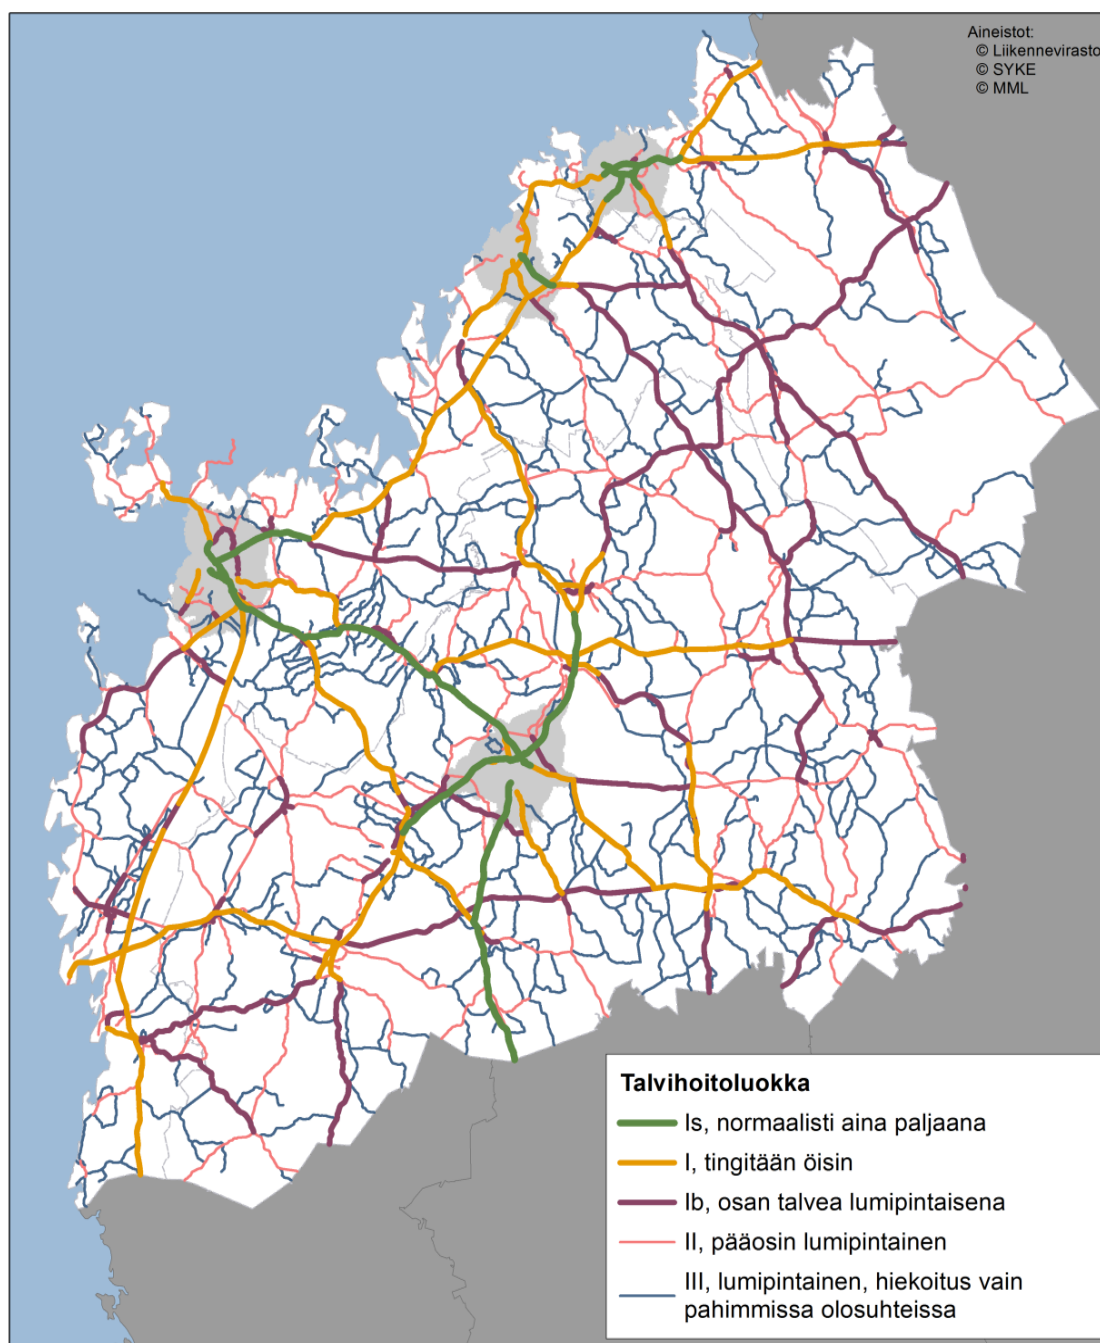 Aineistot:
© Liikennevirasto
© SYKE
© MML
Talvihoitoluokka
Is, normaalisti aina paljaana
I, tingitään öisin
Ib, osan talvea lumipintaisena
II, pääosin lumipintainen
III, lumipintainen, hiekoitus vain
pahimmissa olosuhteissa